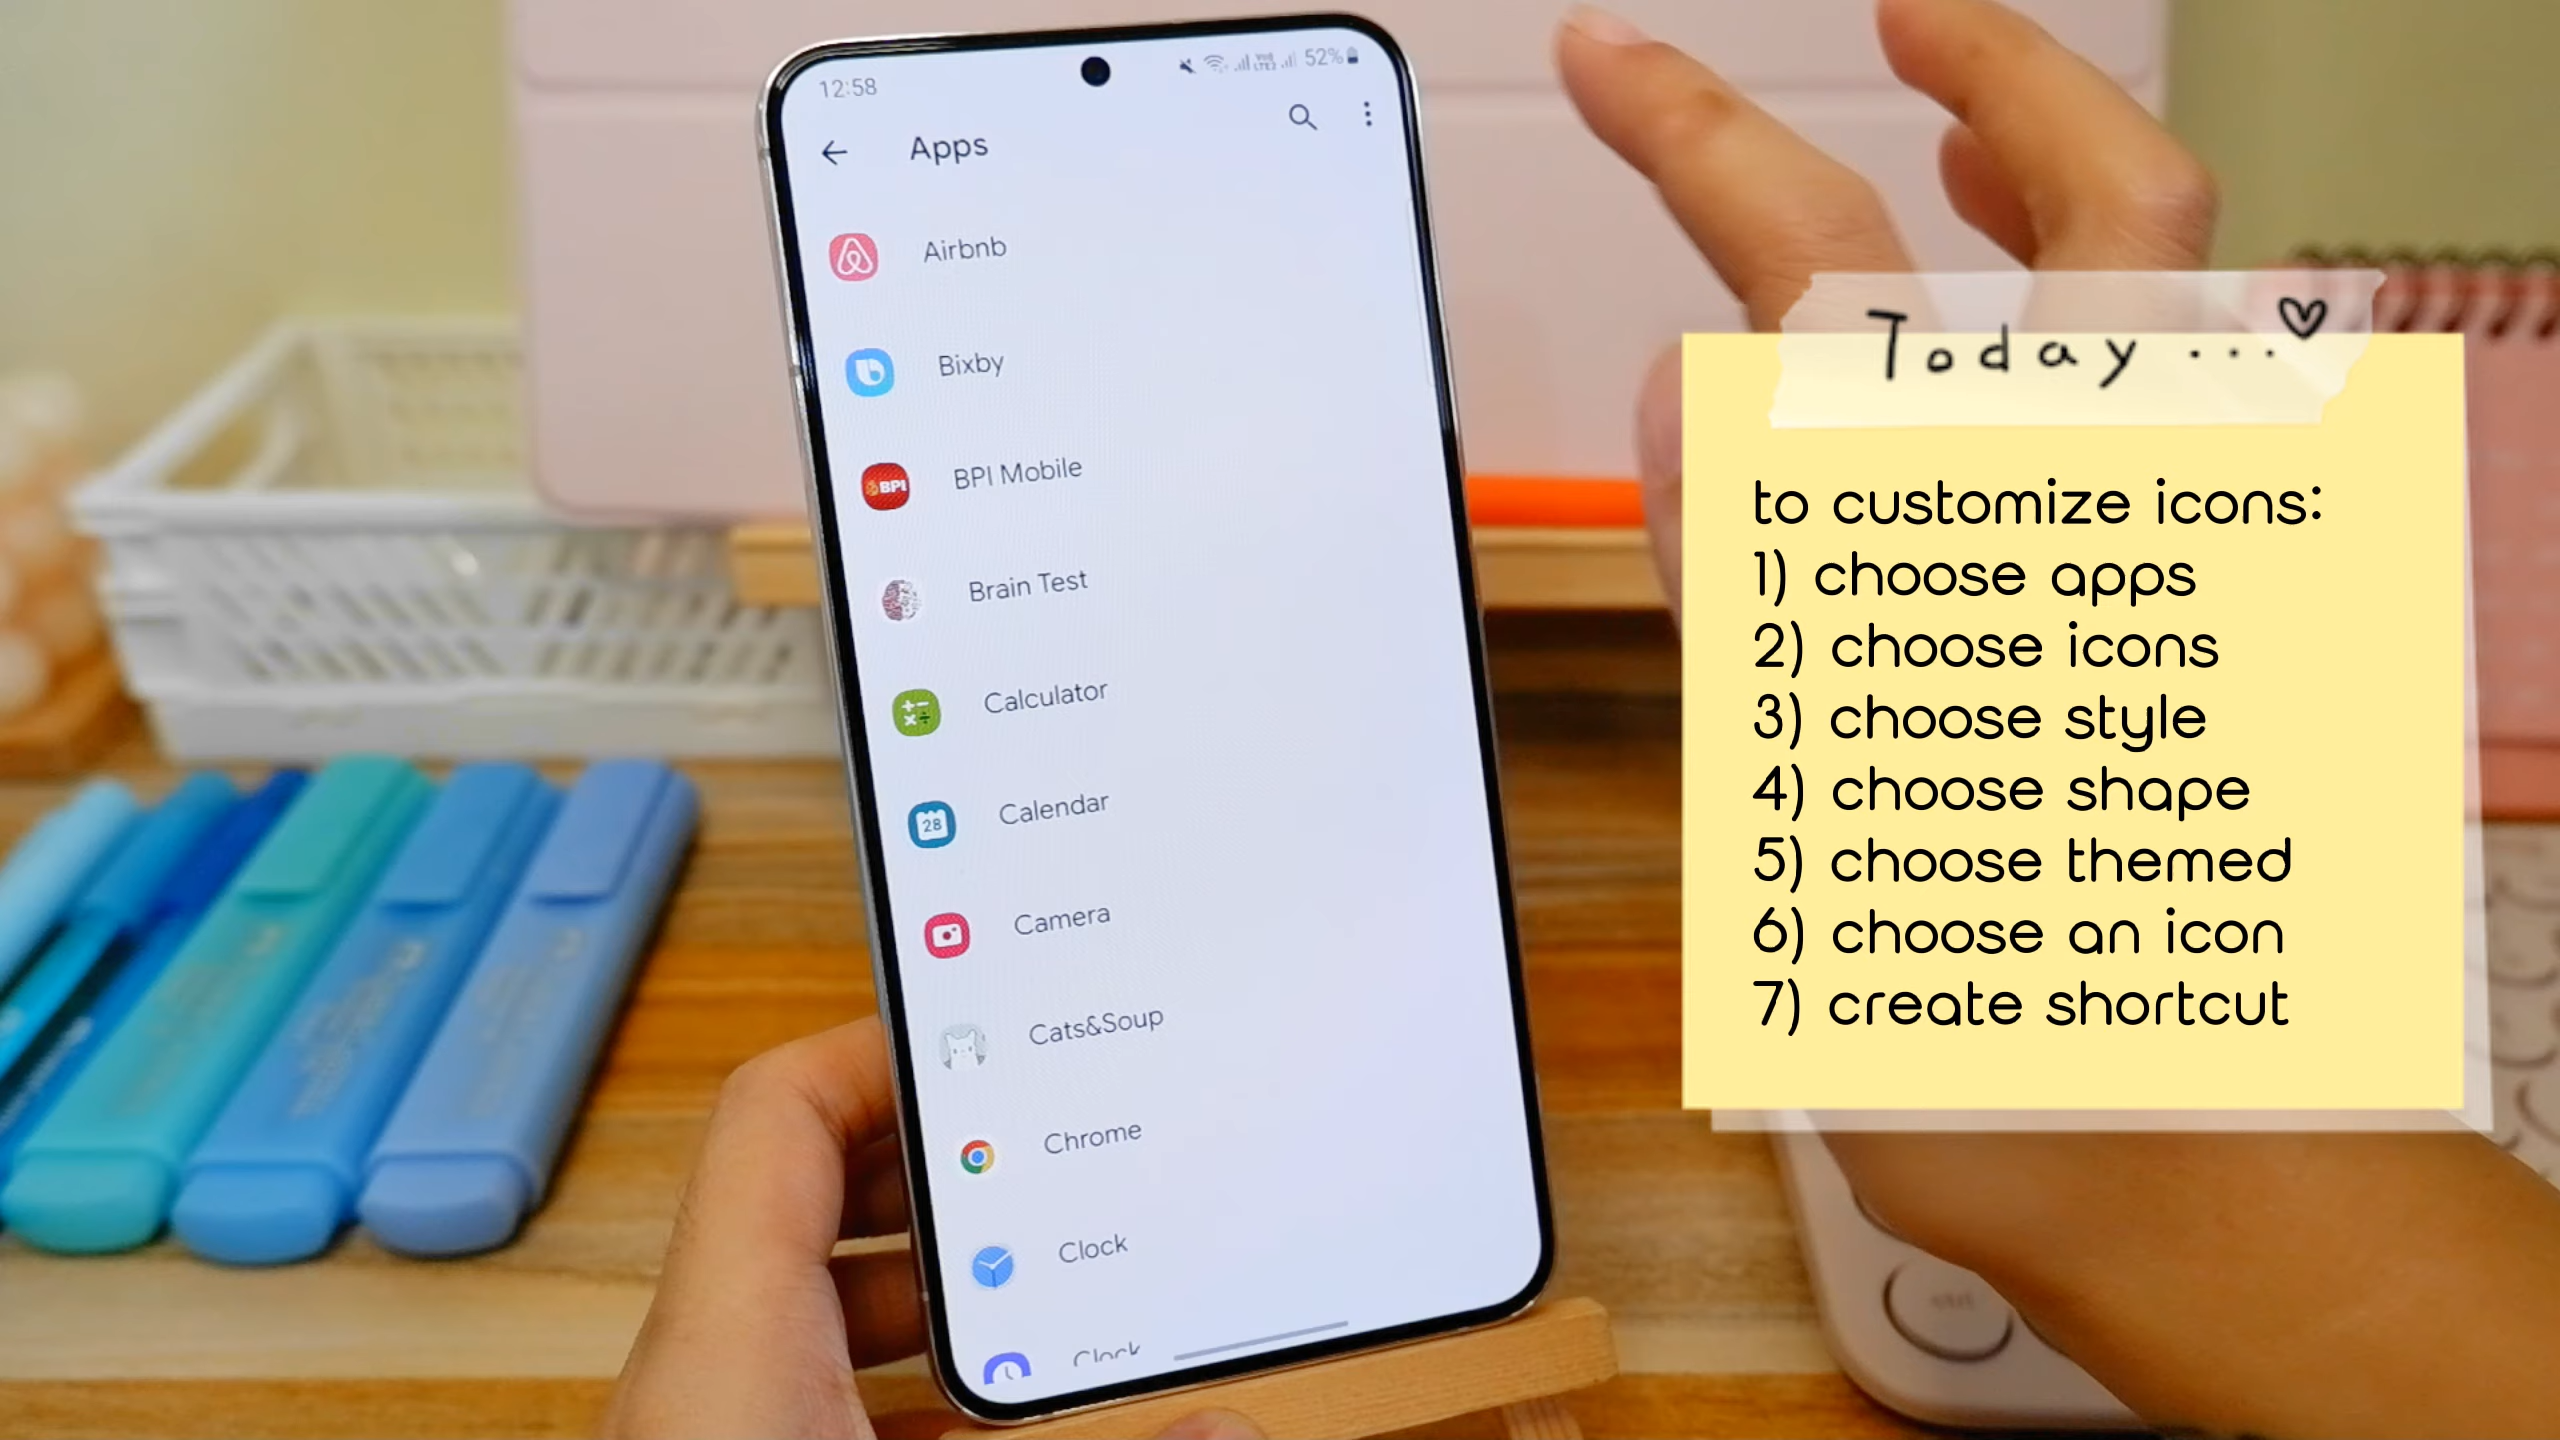 12:58
52%
Apps
Airbnb
Bixby
BPI
BPI Mobile
Brain Test
Calculator
28
Calendar
Camera
Cats&Soup
Chrome
Clock
Clock
Today ...
to customize icons:
1) choose apps
2) choose icons
3) choose style
4) choose shape
5) choose themed
6) choose an icon
7) create shortcut